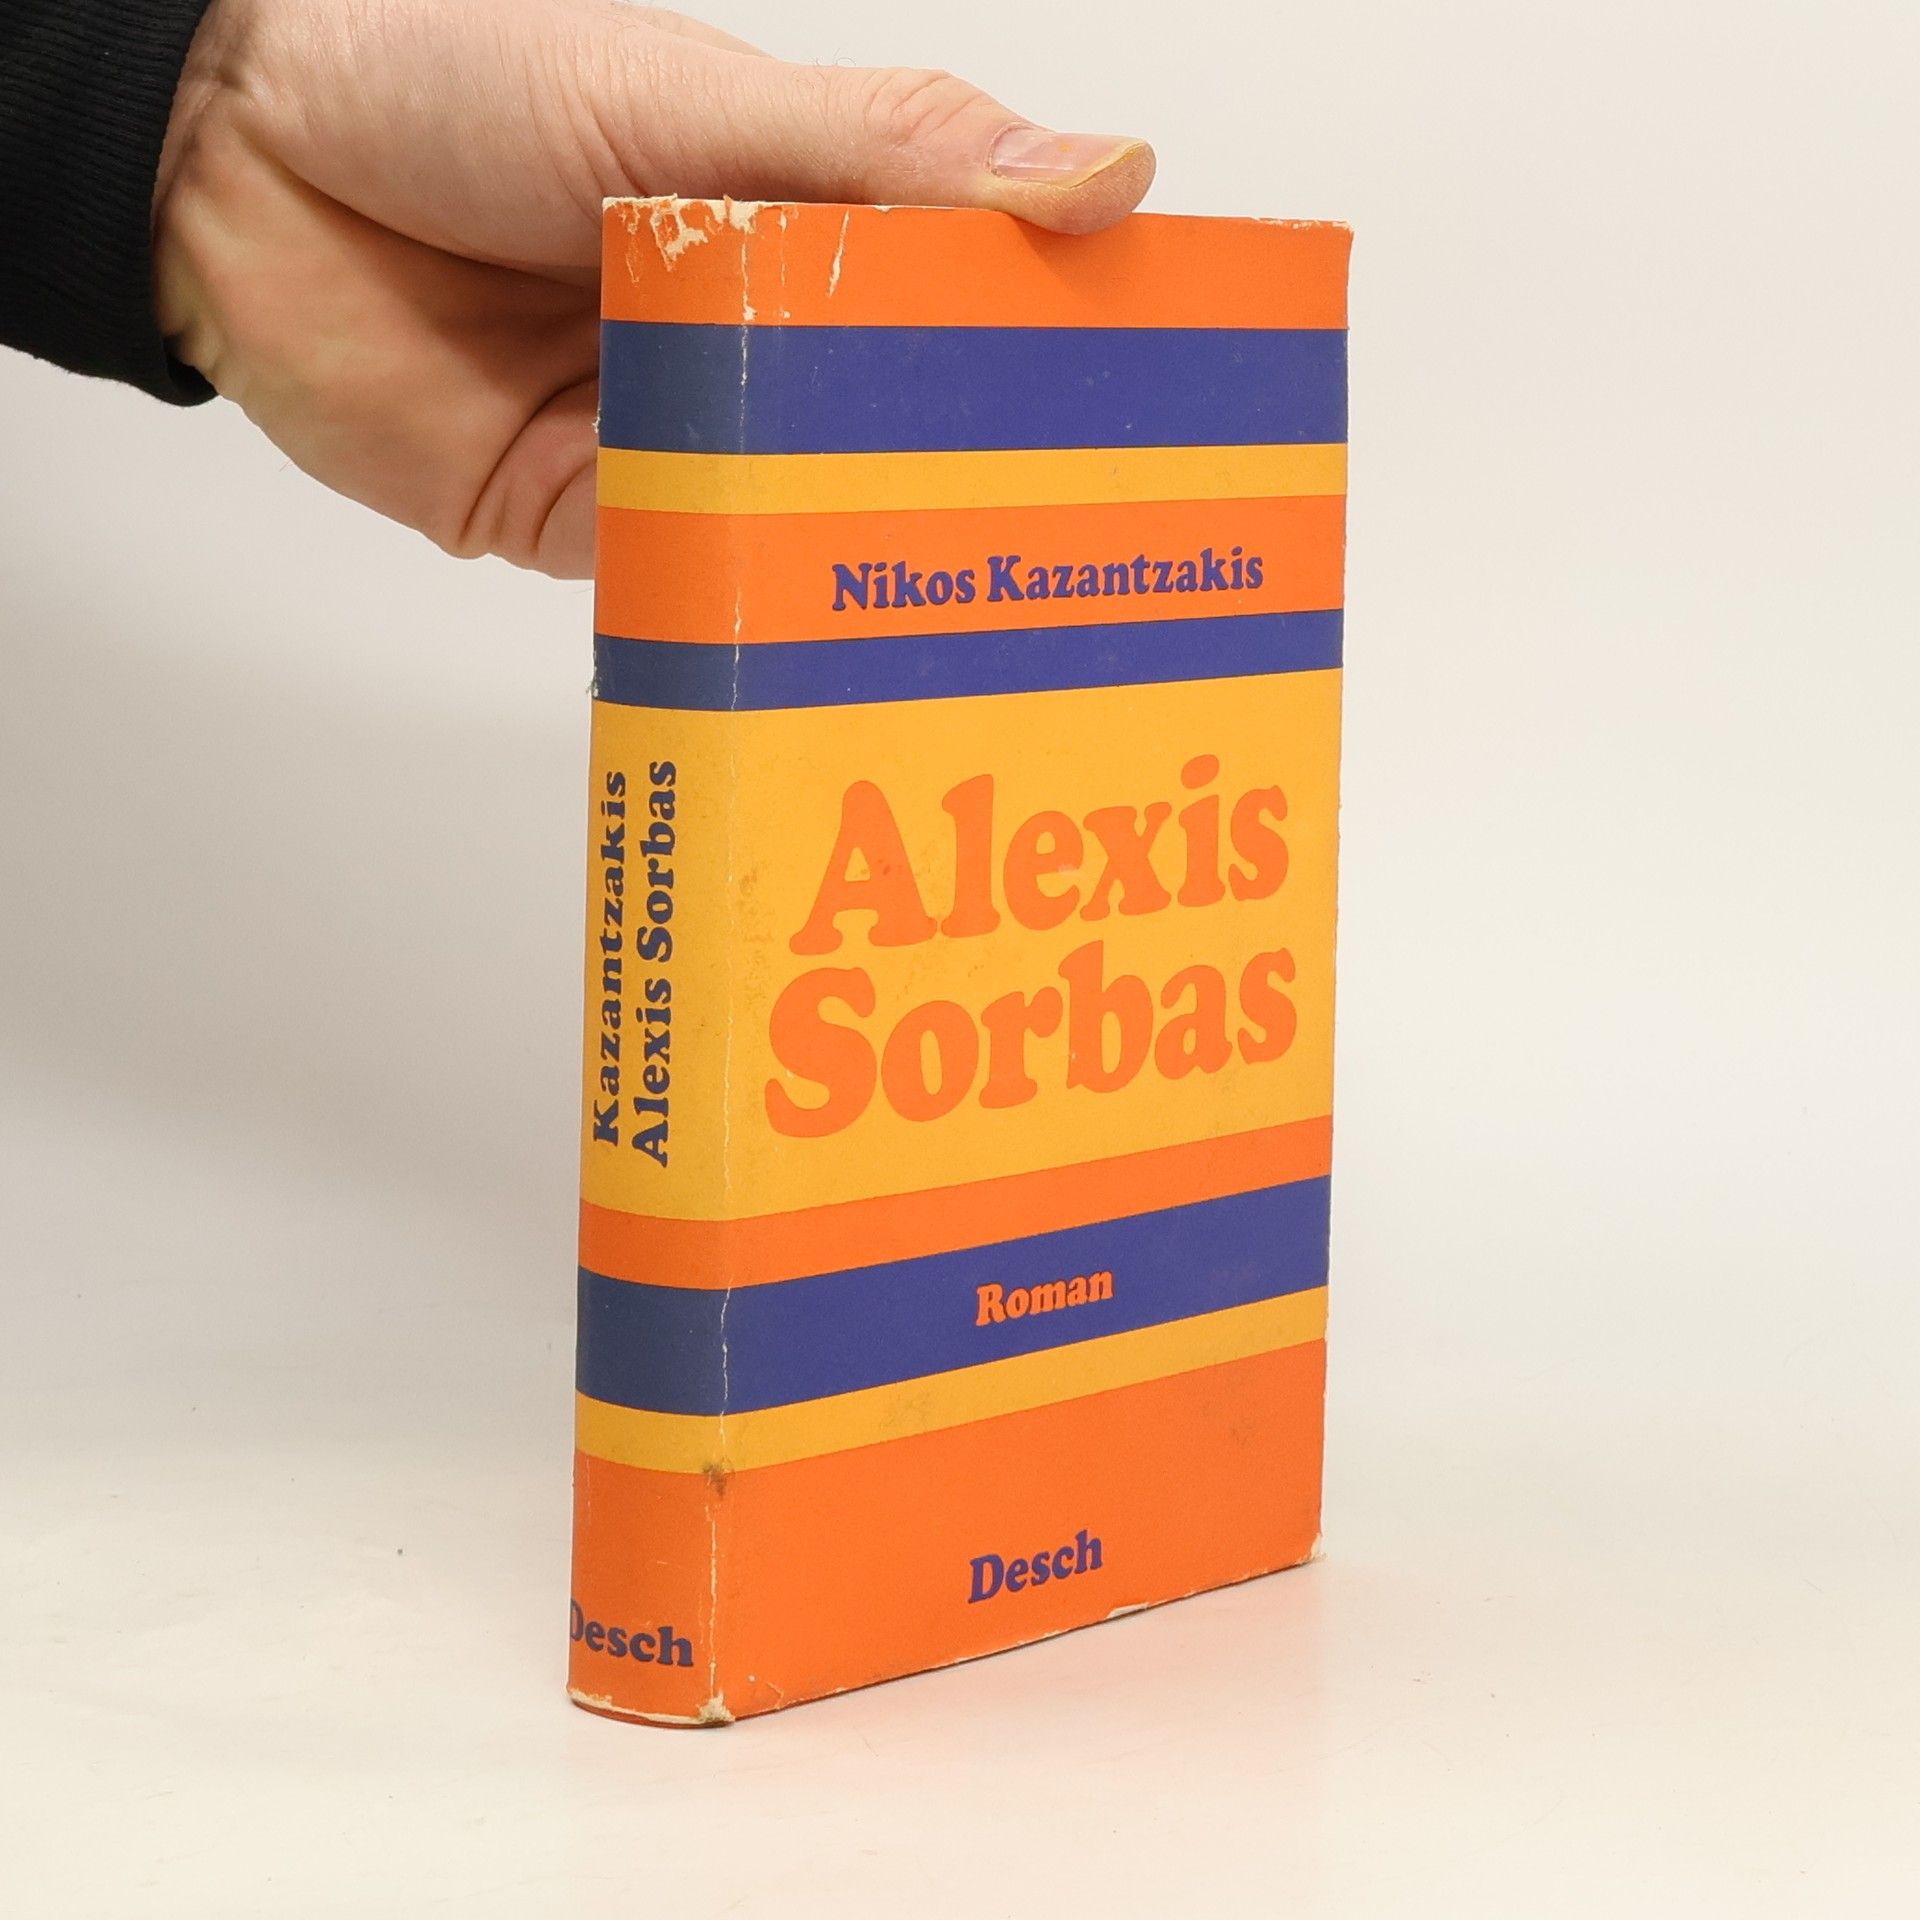 Nikos Kazantzakis
Alexis
Sorbas
Roman
Desch
Kazantzakis
Alexis Sorbas
Desch